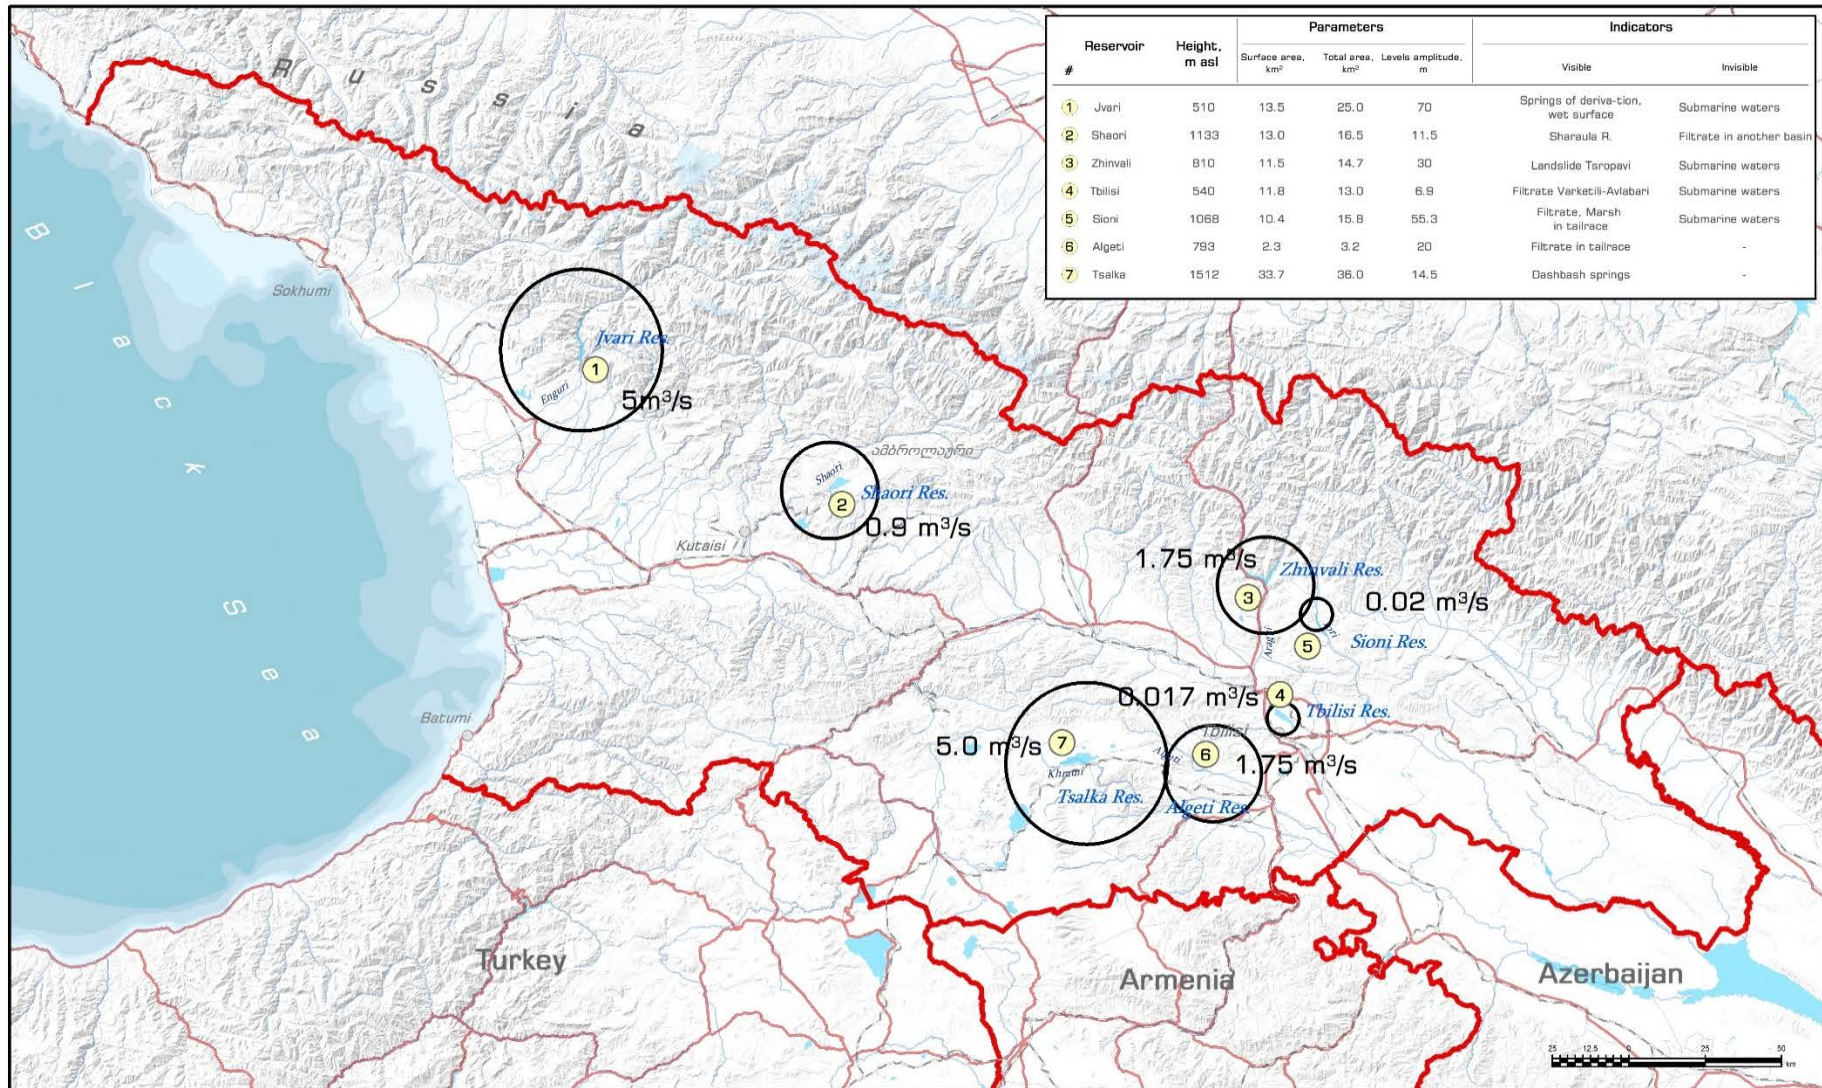 Parameters
Indicators
# Reservoir Height, m asl Surface area, km² Total area, km² Levels amplitude, m Visible Invisible
1 Jvari 510 13.5 25.0 70 Springs of deriva-tion, wet surface Submarine waters
2 Shaori 1133 13.0 16.5 11.5 Sharaula R. Filtrate in another basin
3 Zhinvali 810 11.5 14.7 30 Landslide Tsropavi Submarine waters
4 Tbilisi 540 11.8 13.0 6.9 Filtrate Varketili-Avlabari Submarine waters
5 Sioni 1068 10.4 15.8 55.3 Filtrate, Marsh in tailrace Submarine waters
6 Algeti 793 2.3 3.2 20 Filtrate in tailrace -
7 Tsalka 1512 33.7 36.0 14.5 Dashbash springs -
Russia
Black Sea
Sokhumi
Jvari Res.
1
Enguri
5m³/s
ამბროლაური
Shaori
Shaori Res.
2
0.9 m³/s
Kutaisi
1.75 m³/s
Zhinvali Res.
3
0.02 m³/s
Aragvi
5
Sioni Res.
0.017 m³/s
4
Tbilisi Res.
Batumi
Tbilisi
5.0 m³/s
7
Algeti
6
1.75 m³/s
Khrami
Tsalka Res.
Algeti Res.
Turkey
Armenia
Azerbaijan
25 12.5 0 25 50
km